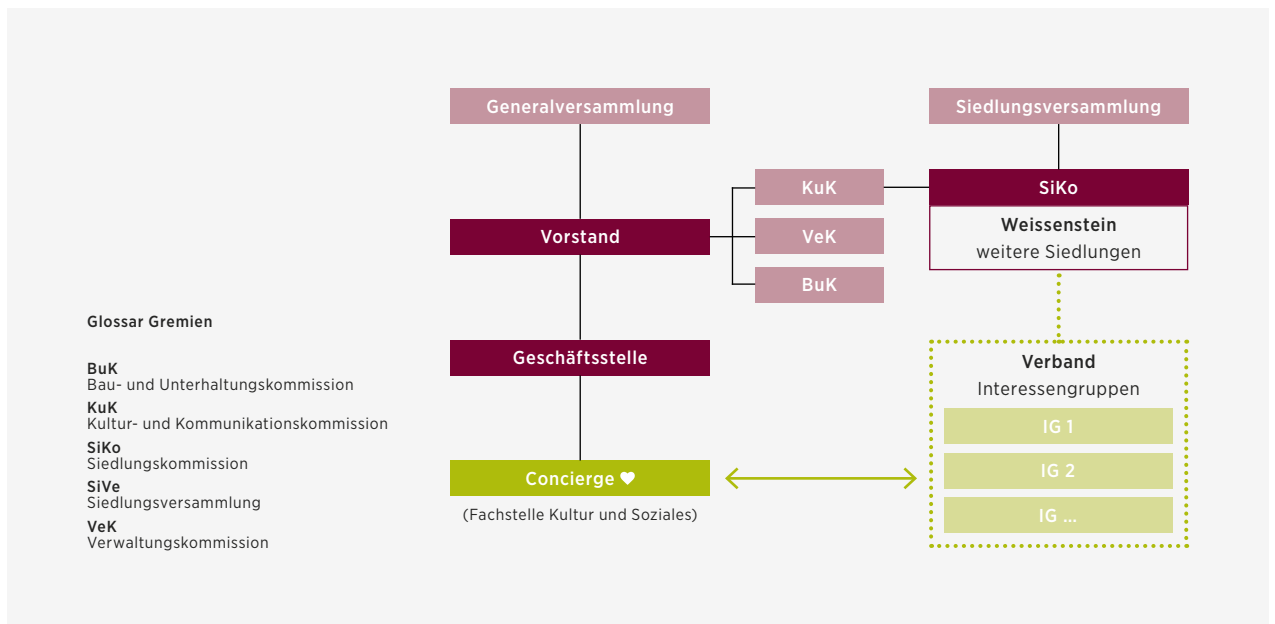 Generalversammlung
Siedlungsversammlung
KuK
SiKo
Vorstand
VeK
Weissenstein
weitere Siedlungen
BuK
Glossar Gremien
BuK
Bau- und Unterhaltungskommission
KuK
Kultur- und Kommunikationskommission
SiKo
Siedlungskommission
SiVe
Siedlungsversammlung
VeK
Verwaltungskommission
Geschäftsstelle
Concierge ♥
(Fachstelle Kultur und Soziales)
Verband
Interessengruppen
IG 1
IG 2
IG ...